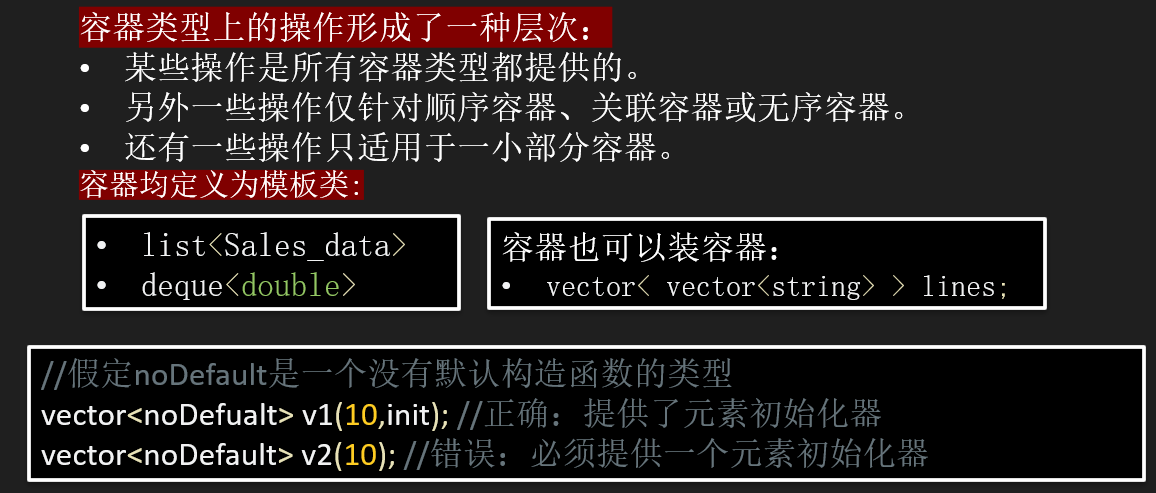 容器类型上的操作形成了一种层次：
• 某些操作是所有容器类型都提供的。
• 另外一些操作仅针对顺序容器、关联容器或无序容器。
• 还有一些操作只适用于一小部分容器。
容器均定义为模板类:
• list<Sales_data>
• deque<double>
容器也可以装容器：
• vector< vector<string> > lines;
//假定noDefault是一个没有默认构造函数的类型
vector<noDefualt> v1(10,init); //正确：提供了元素初始化器
vector<noDefault> v2(10); //错误：必须提供一个元素初始化器